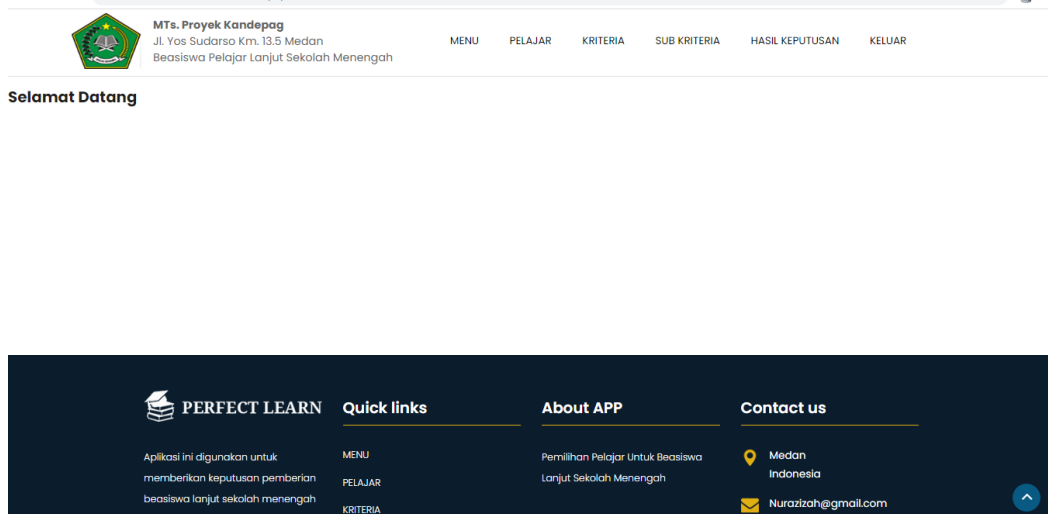 MTs. Proyek Kandepag
Jl. Yos Sudarso Km. 13.5 Medan
Beasiswa Pelajar Lanjut Sekolah Menengah
MENU PELAJAR KRITERIA SUB KRITERIA HASIL KEPUTUSAN KELUAR
Selamat Datang
PERFECT LEARN
Aplikasi ini digunakan untuk
memberikan keputusan pemberian
beasiswa lanjut sekolah menengah
Quick links
MENU
PELAJAR
KRITERIA
About APP
Pemilihan Pelajar Untuk Beasiswa
Lanjut Sekolah Menengah
Contact us
Medan
Indonesia
Nurazizah@gmail.com